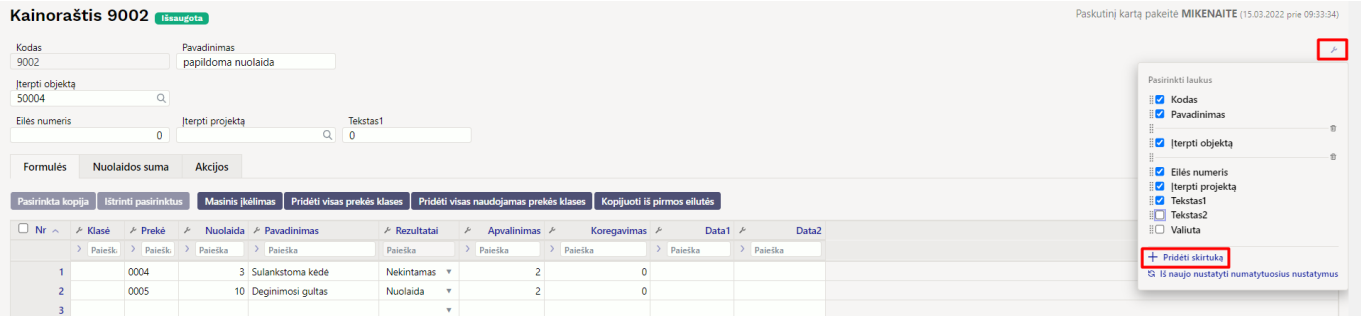 Kainoraštis 9002 Išsaugota
Paskutinį kartą pakeitė MIKENAITE (15.03.2022 prie 09:33:34)
Kodas Pavadinimas
9002 papildoma nuolaida
Įterpti objektą
50004
Eilės numeris Įterpti projektą Tekstas1
0 0
Formulės Nuolaidos suma Akcijos
Pasirinkta kopija Ištrinti pasirinktus Masinis įkėlimas Pridėti visas prekės klases Pridėti visas naudojamas prekės klases Kopijuoti iš pirmos eilutės
Nr Klasė Prekė Nuolaida Pavadinimas Rezultatai Apvalinimas Koregavimas Data1 Data2
Paiešk Paiešk Paieška Paieška Paieška Paieška Paieška Paieška Paieška
1 0004 3 Sulankstoma kėdė Nekintamas 2 0
2 0005 10 Deginimosi gultas Nuolaida 2 0
3
Pasirinkti laukus
Kodas
Pavadinimas
Įterpti objektą
Eilės numeris
Įterpti projektą
Tekstas1
Tekstas2
Valiuta
+ Pridėti skirtuką
Iš naujo nustatyti numatytuosius nustatymus